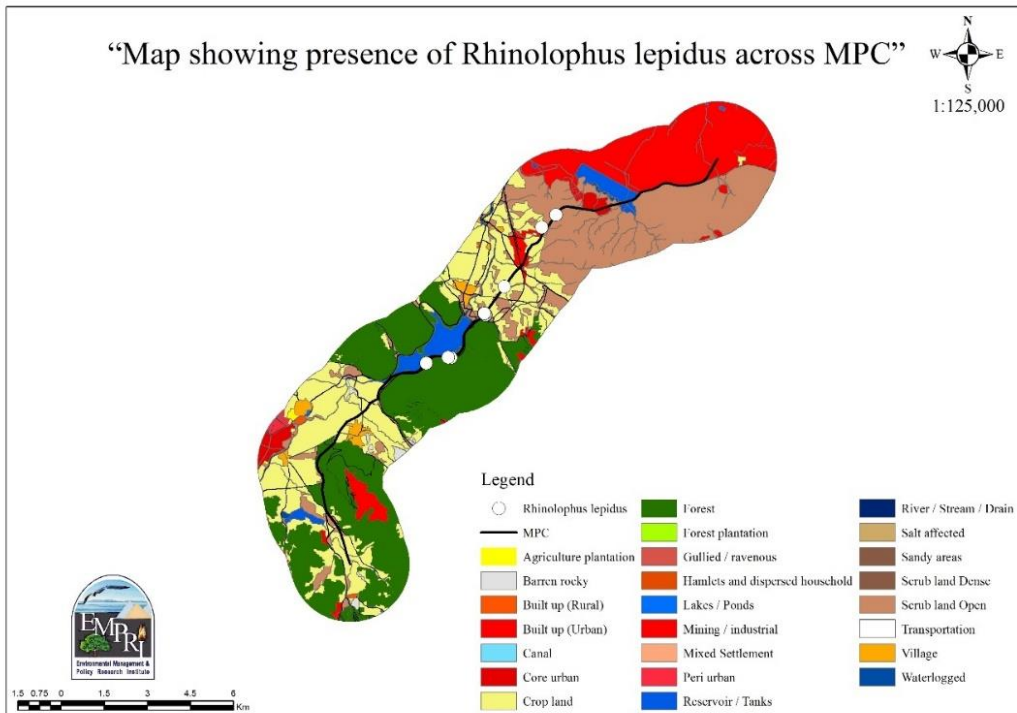 “Map showing presence of Rhinolophus lepidus across MPC”
N
W E
S
1:125,000
Legend
Rhinolophus lepidus
MPC
Agriculture plantation
Barren rocky
Built up (Rural)
Built up (Urban)
Canal
Core urban
Crop land
Forest
Forest plantation
Gullied / ravenous
Hamlets and dispersed household
Lakes / Ponds
Mining / industrial
Mixed Settlement
Peri urban
Reservoir / Tanks
River / Stream / Drain
Salt affected
Sandy areas
Scrub land Dense
Scrub land Open
Transportation
Village
Waterlogged
EMPRI
Environmental Management &
Policy Research Institute
1.5 0.75 0 1.5 3 4.5 6
Km